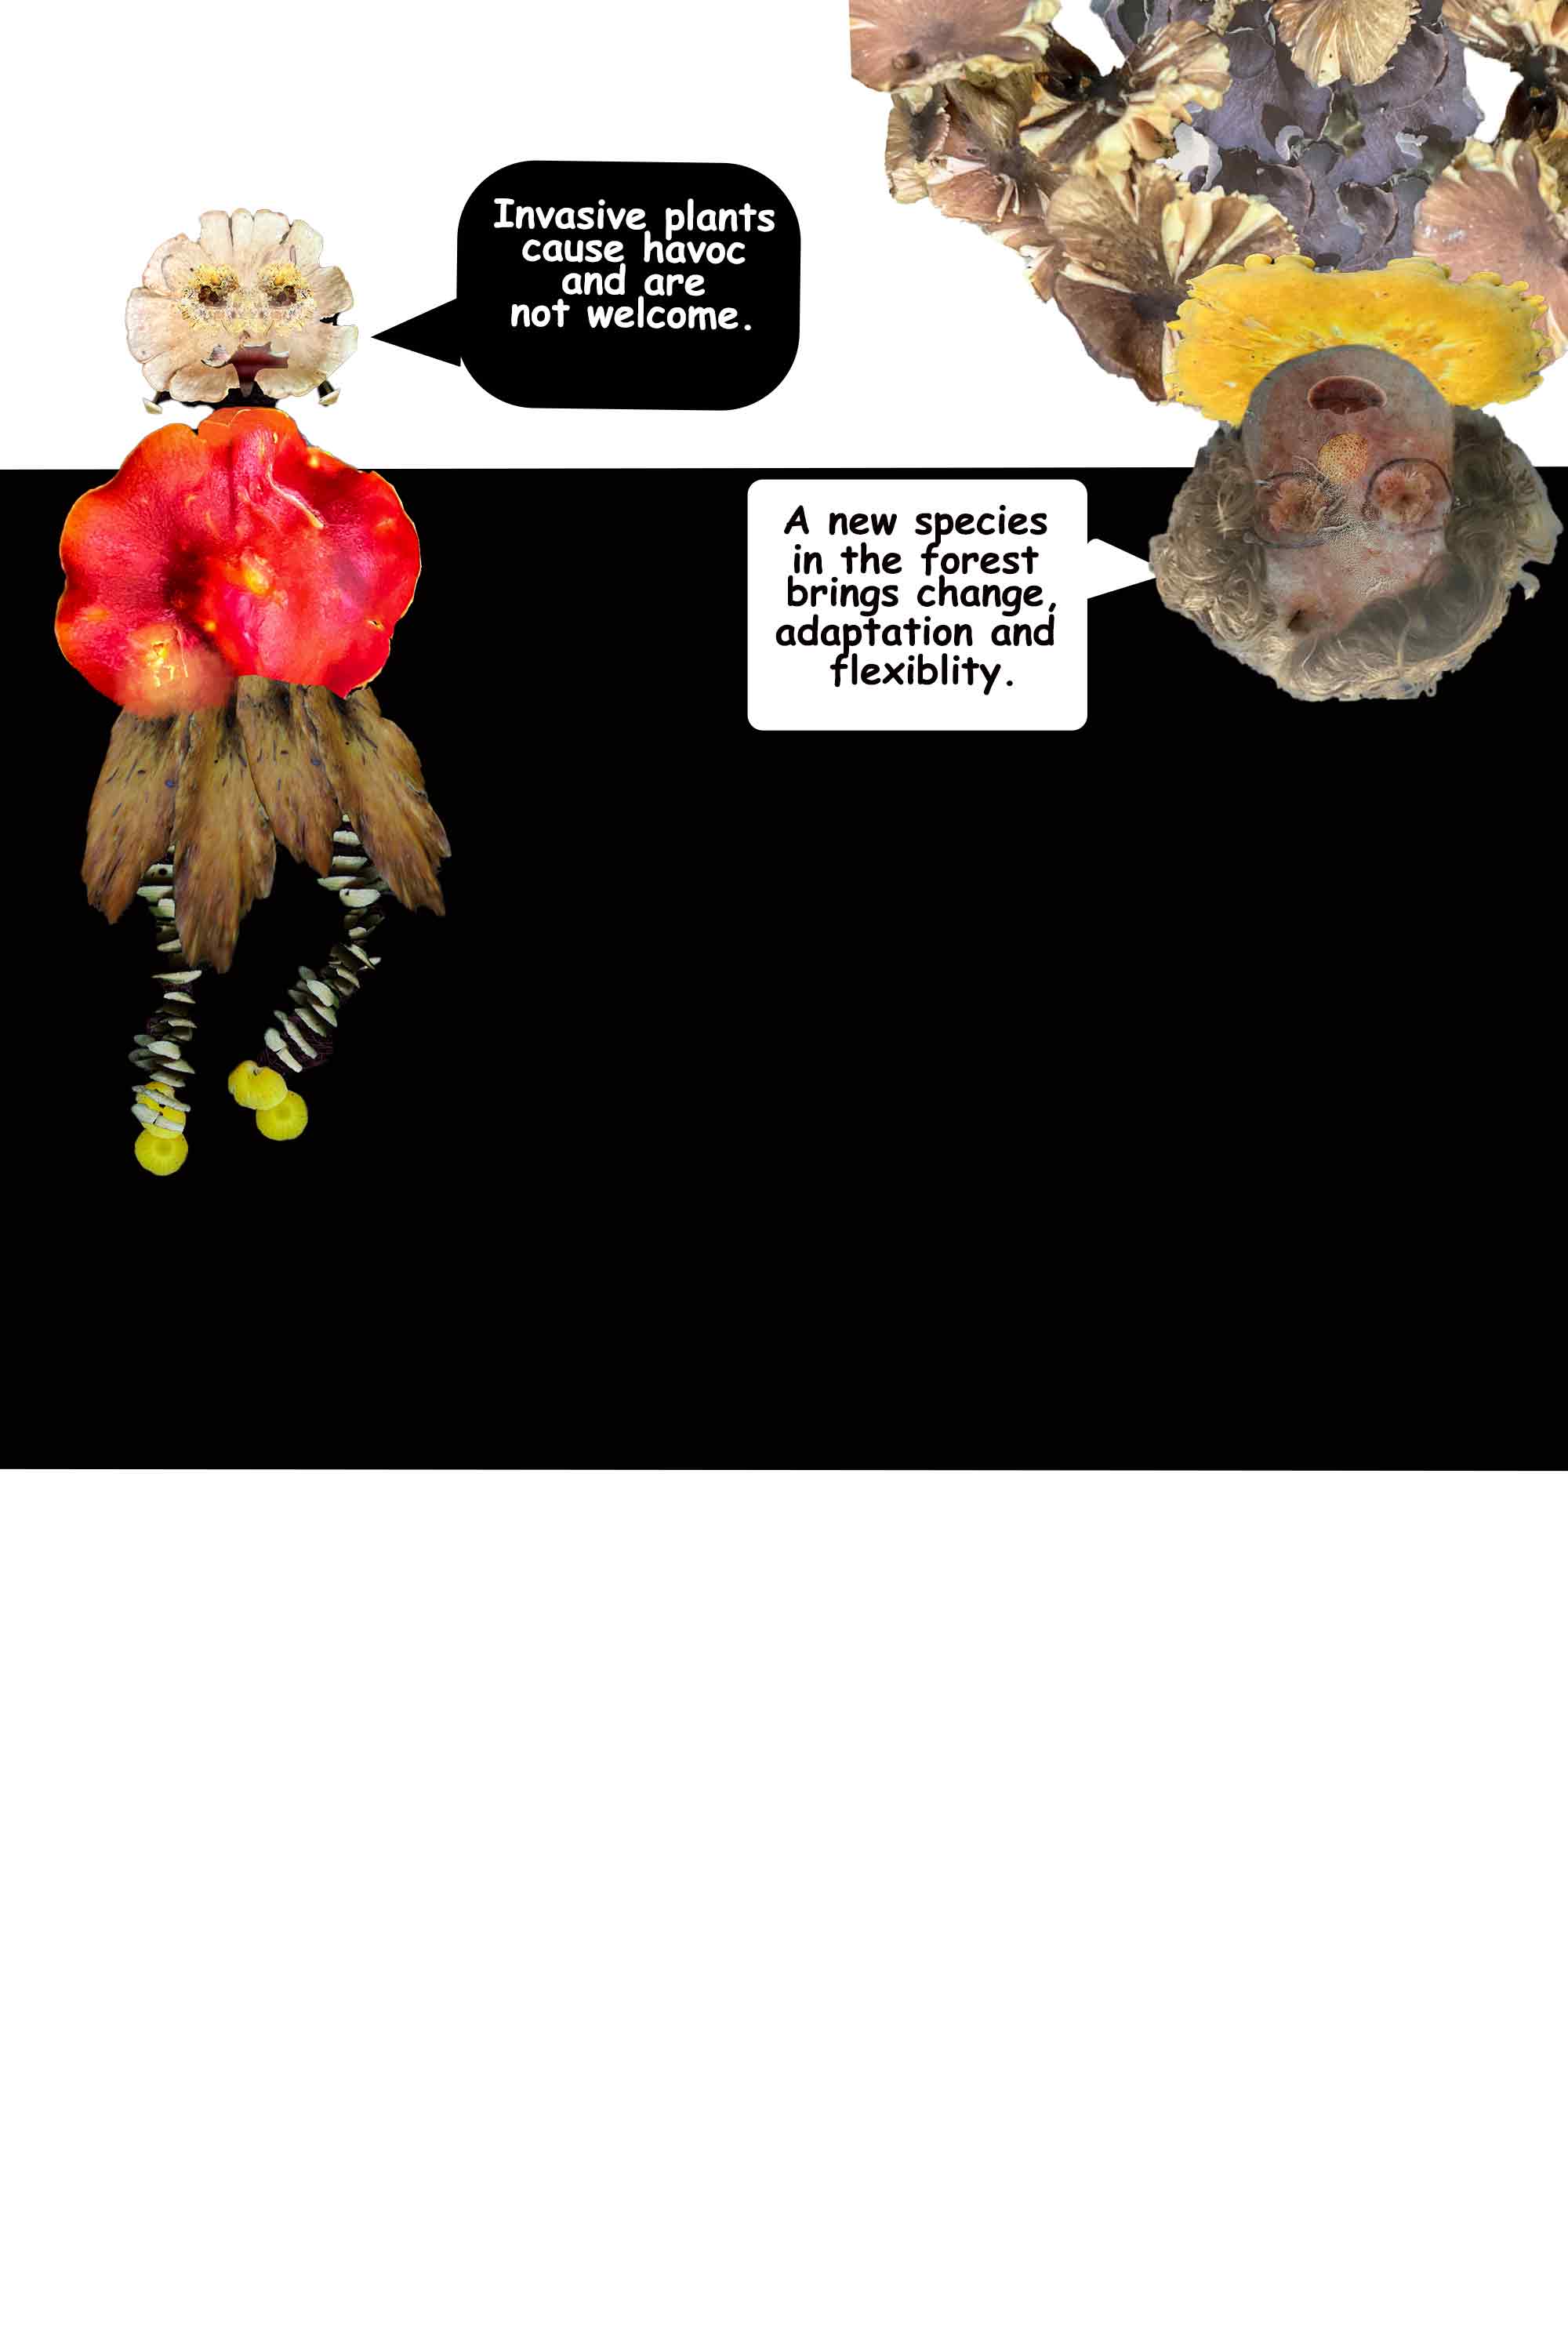 Invasive plants
cause havoc
and are
not welcome.
A new species
in the forest
brings change,
adaptation and
flexiblity.